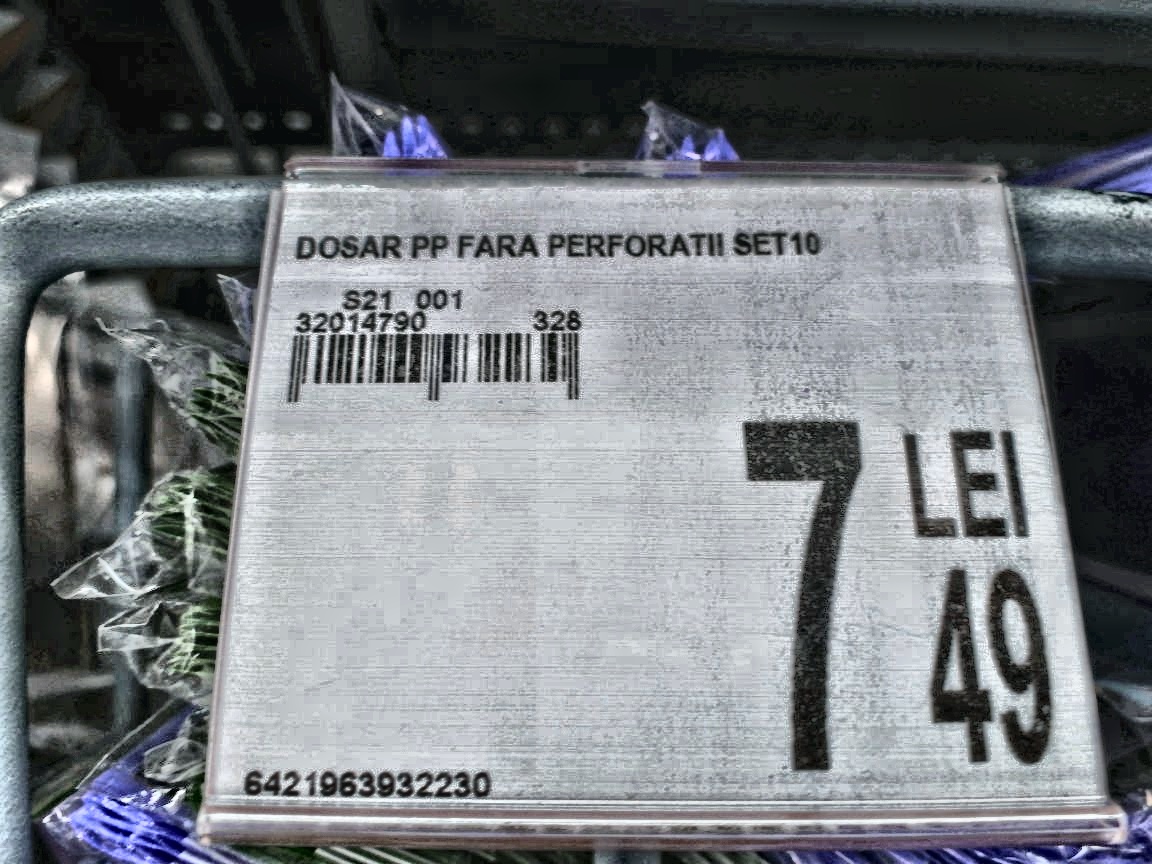 DOSAR PP FARA PERFORATII SET10
S21 001
32014790 328
7 LEI
49
6421963932230